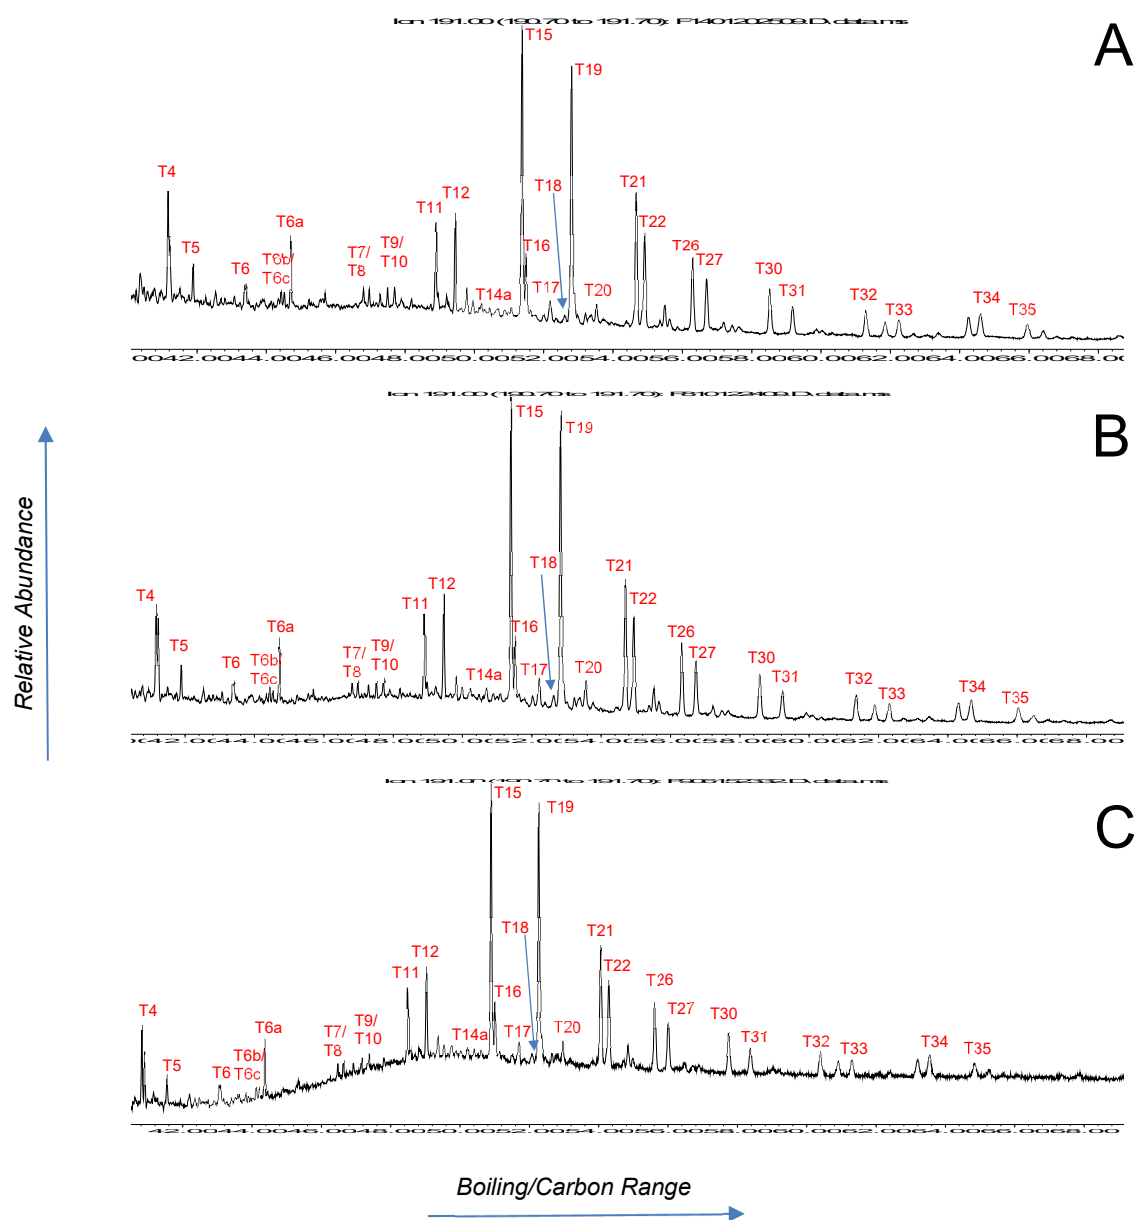 A
T15
T19
T4
T18
T21
T12
T11
T22
T6a
T5
T16
T9/
T10
T7/
T8
T26
T27
T6b/
T6c
T6
T30
T14a
T17
T20
T31
T32
T33
T34
T35
B
T15
T19
T18
T21
T4
T12
T11
T22
T6a
T16
T26
T5
T9/
T10
T7/
T8
T6b/
T6c
T6
T27
T30
T14a
T17
T20
T31
T32
T33
T34
T35
Relative Abundance
C
T15
T19
T18
T21
T12
T11
T22
T4
T16
T26
T27
T6a
T9/
T10
T7/
T8
T30
T14a
T17
T20
T31
T32
T33
T34
T35
T6b/
T6c
T5
T6
Boiling/Carbon Range